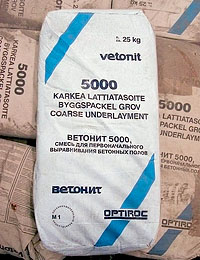 25 kg
vetonit
5000
KARKEA LATTIATASOITE
BYGGSPACKEL GROV
COARSE UNDERLAYMENT
ВЕТОНИТ 5000,
СМЕСЬ ДЛЯ ПЕРВОНАЧАЛЬНОГО
ВЫРАВНИВАНИЯ БЕТОННЫХ ПОЛОВ
ветонит
M1
OPTIROC